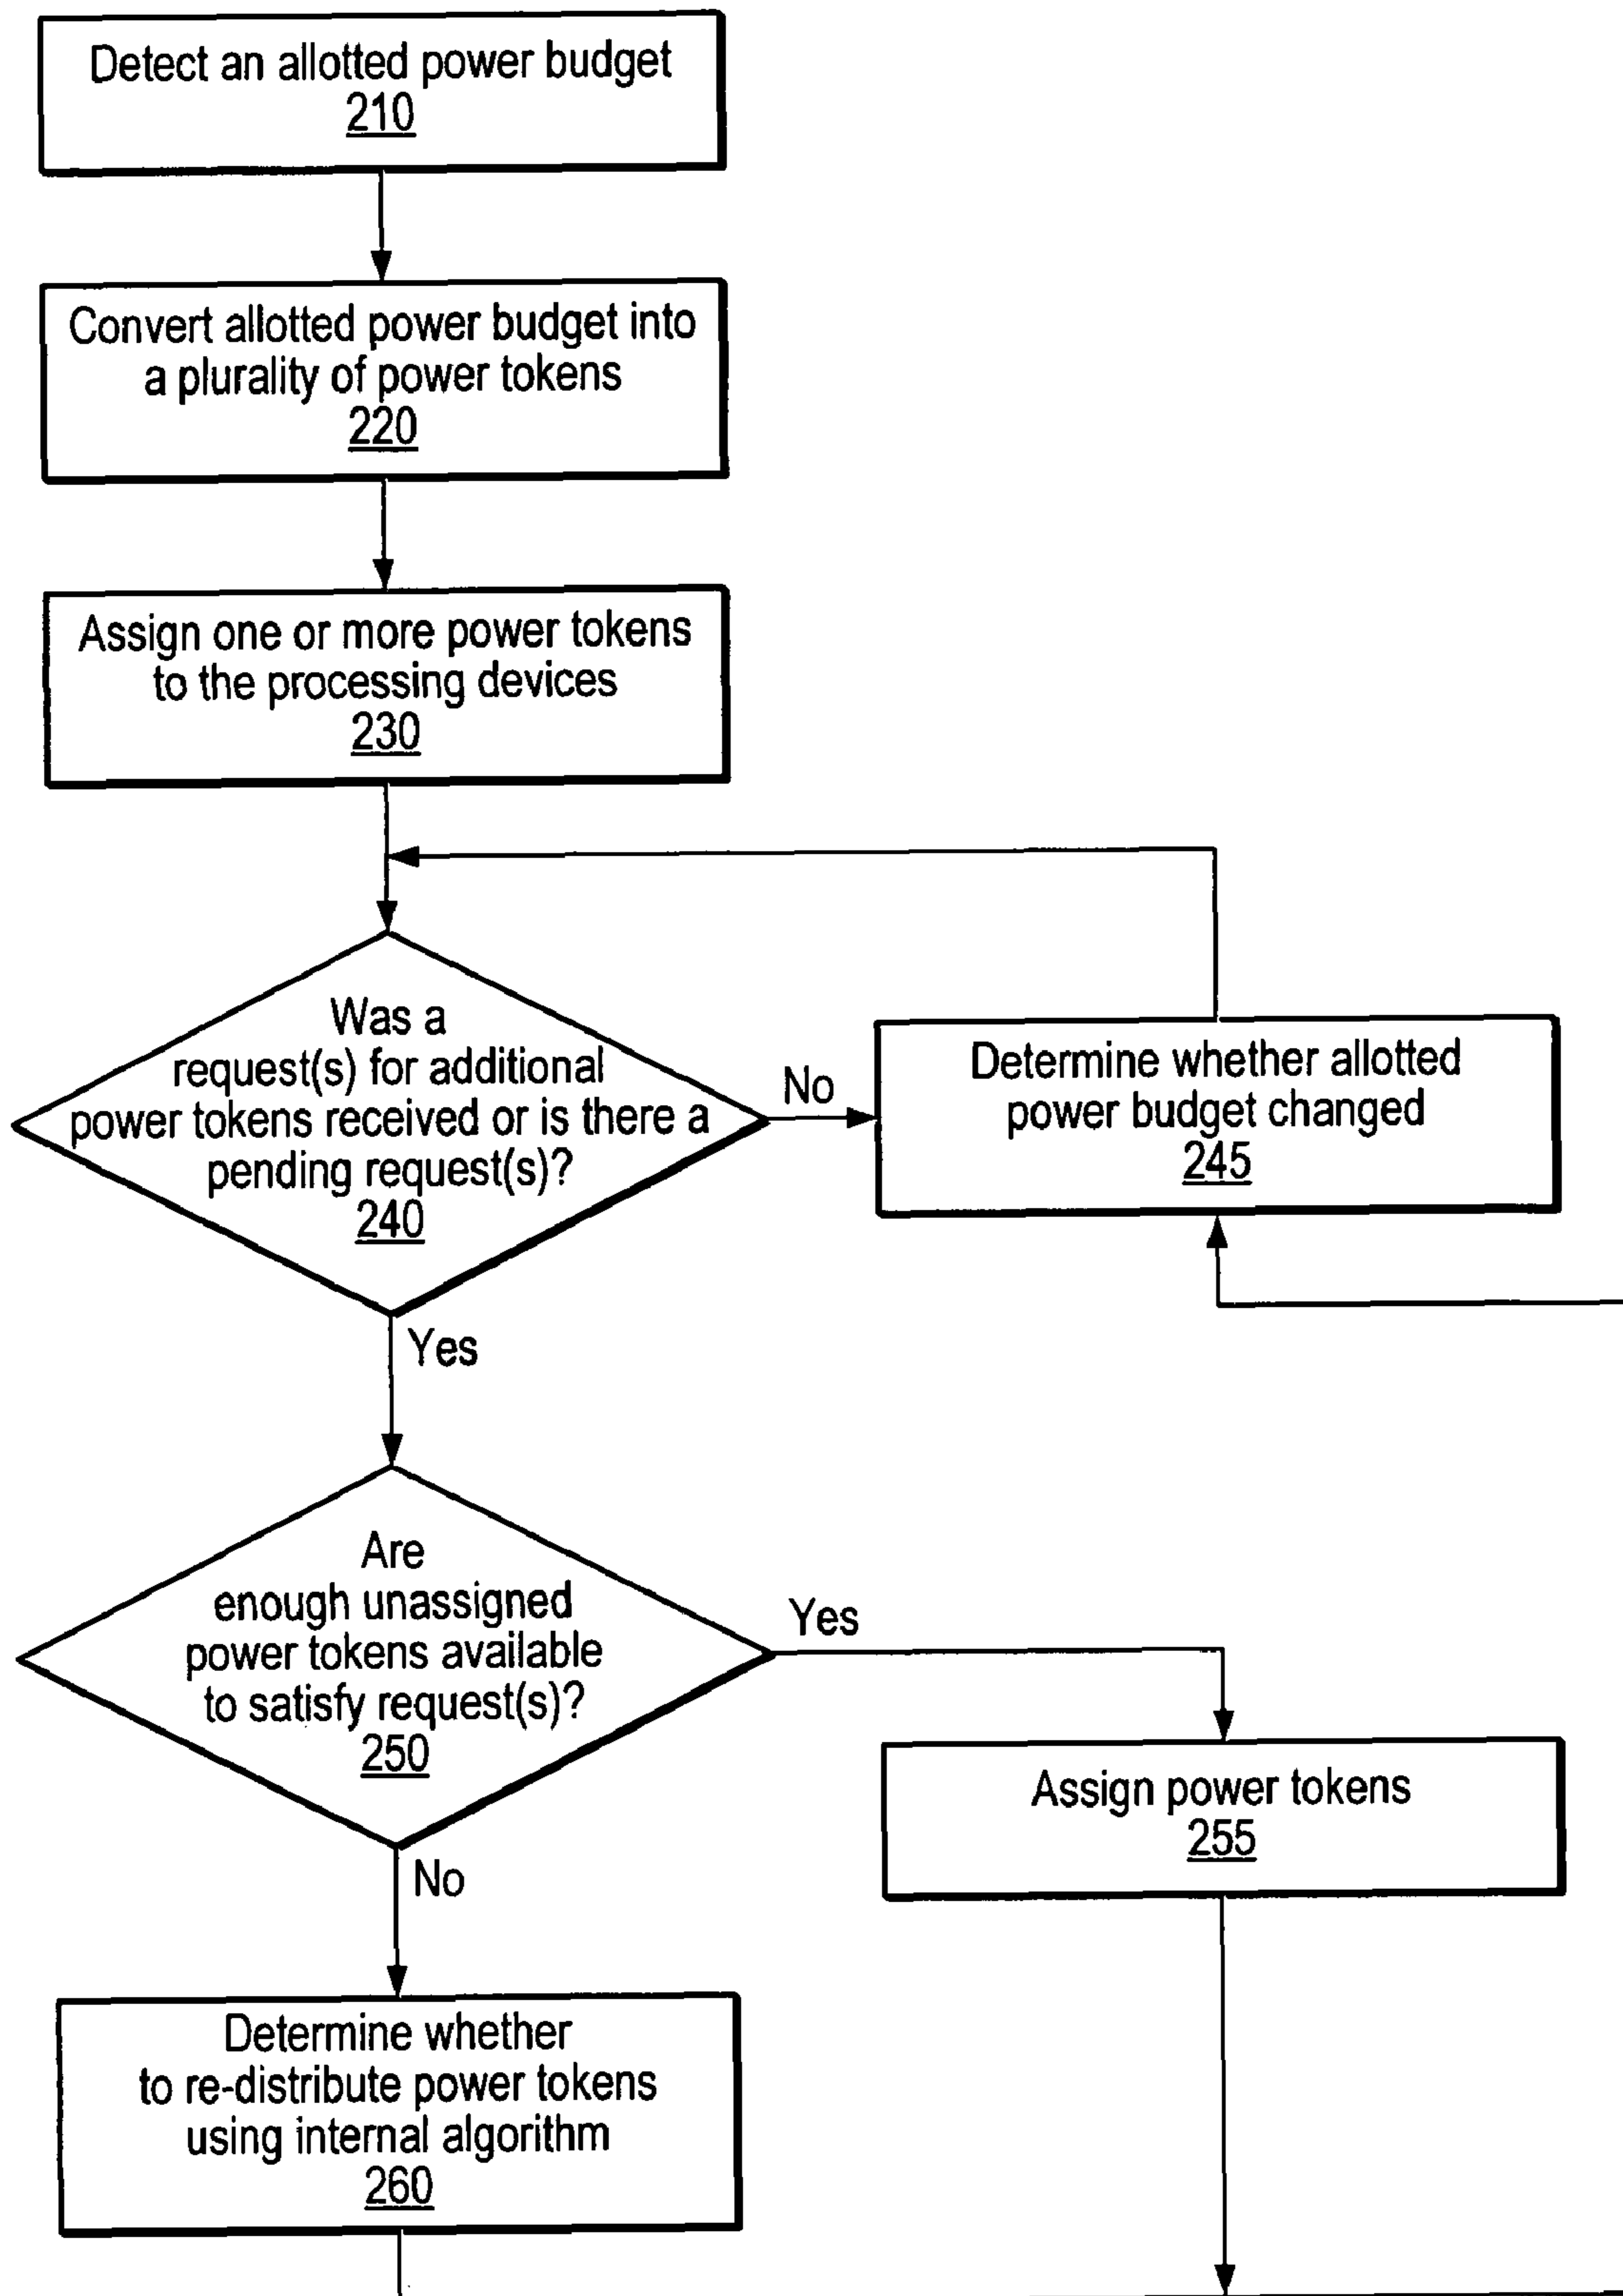 Detect an allotted power budget
210
Convert allotted power budget into
a plurality of power tokens
220
Assign one or more power tokens
to the processing devices
230
Was a
request(s) for additional
power tokens received or is there a
pending request(s)?
240
No
Determine whether allotted
power budget changed
245
Yes
Are
enough unassigned
power tokens available
to satisfy request(s)?
250
Yes
Assign power tokens
255
No
Determine whether
to re-distribute power tokens
using internal algorithm
260